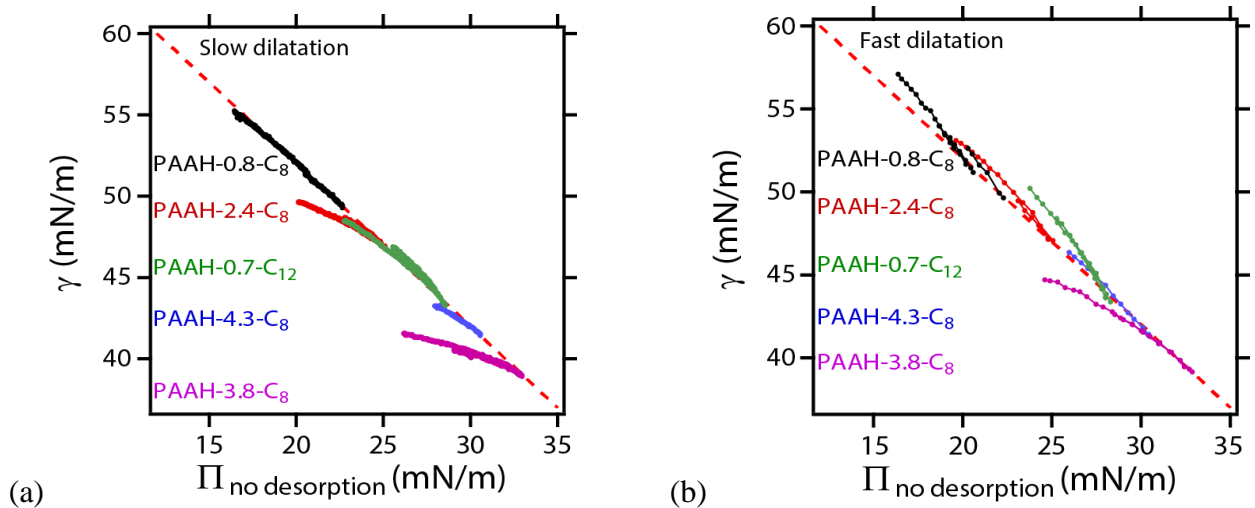 Slow dilatation
60
55
50
45
40
γ (mN/m)
PAAH-0.8-C8
PAAH-2.4-C8
PAAH-0.7-C12
PAAH-4.3-C8
PAAH-3.8-C8
15 20 25 30 35
Π no desorption (mN/m)
(a)
Fast dilatation
60
50
40
γ (mN/m)
PAAH-0.8-C8
PAAH-2.4-C8
PAAH-0.7-C12
PAAH-4.3-C8
PAAH-3.8-C8
15 20 25 30 35
Π no desorption (mN/m)
(b)